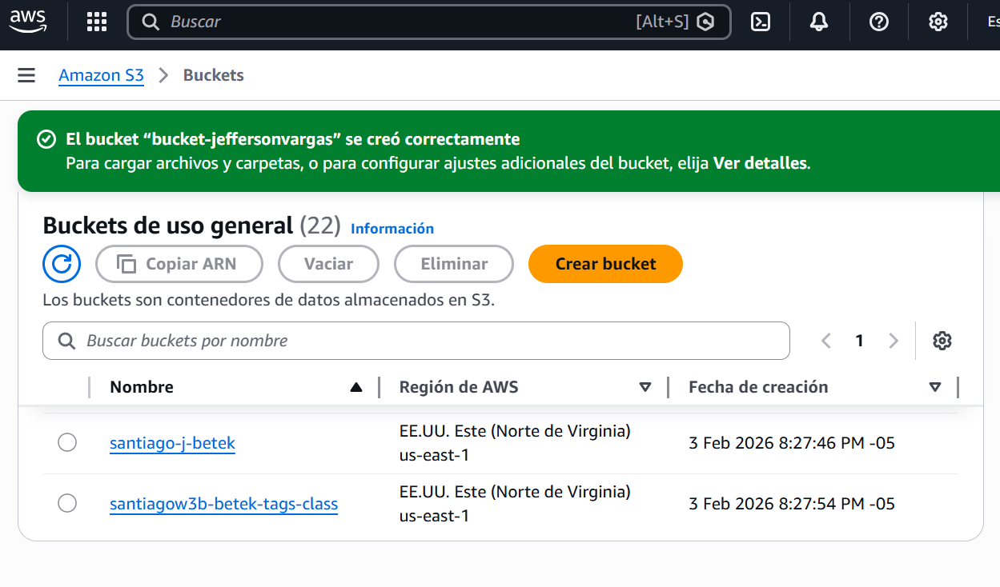 aws
Buscar [Alt+S]
Amazon S3 > Buckets
El bucket “bucket-jeffersonvargas” se creó correctamente
Para cargar archivos y carpetas, o para configurar ajustes adicionales del bucket, elija Ver detalles.
Buckets de uso general (22) Información
Copiar ARN Vaciar Eliminar Crear bucket
Los buckets son contenedores de datos almacenados en S3.
Buscar buckets por nombre 1
Nombre Región de AWS Fecha de creación
santiago-j-betek EE.UU. Este (Norte de Virginia) 3 Feb 2026 8:27:46 PM -05
us-east-1
santiagow3b-betek-tags-class EE.UU. Este (Norte de Virginia) 3 Feb 2026 8:27:54 PM -05
us-east-1